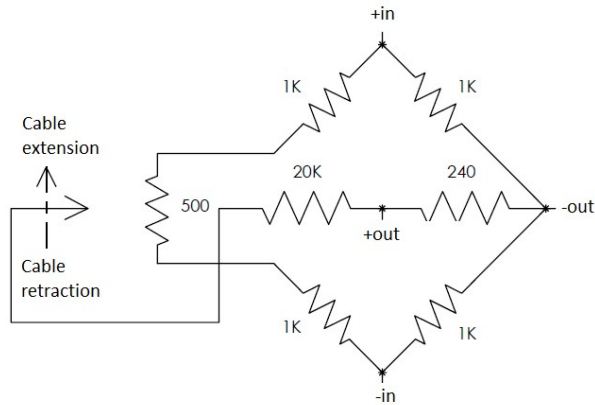 +in
1K
1K
Cable
extension
20K
240
500
-out
+out
Cable
retraction
1K
1K
-in